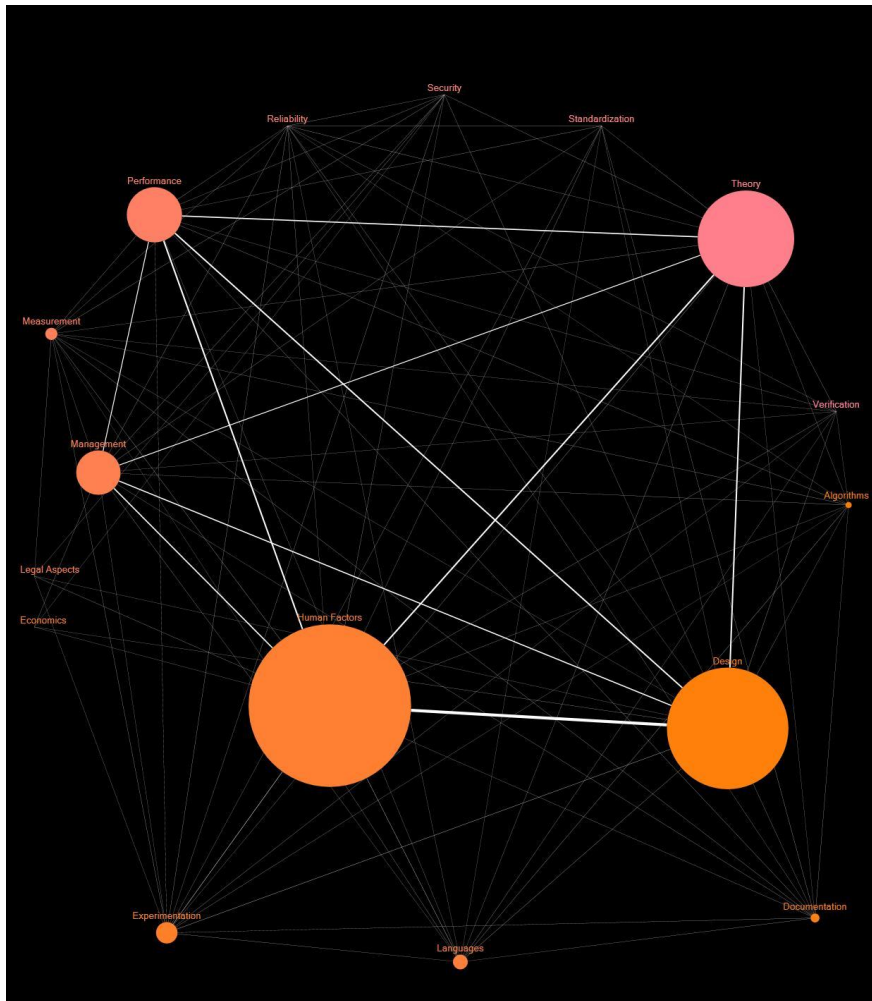 Security
Reliability
Standardization
Performance
Theory
Measurement
Verification
Management
Algorithms
Legal Aspects
Economics
Human Factors
Design
Documentation
Experimentation
Languages